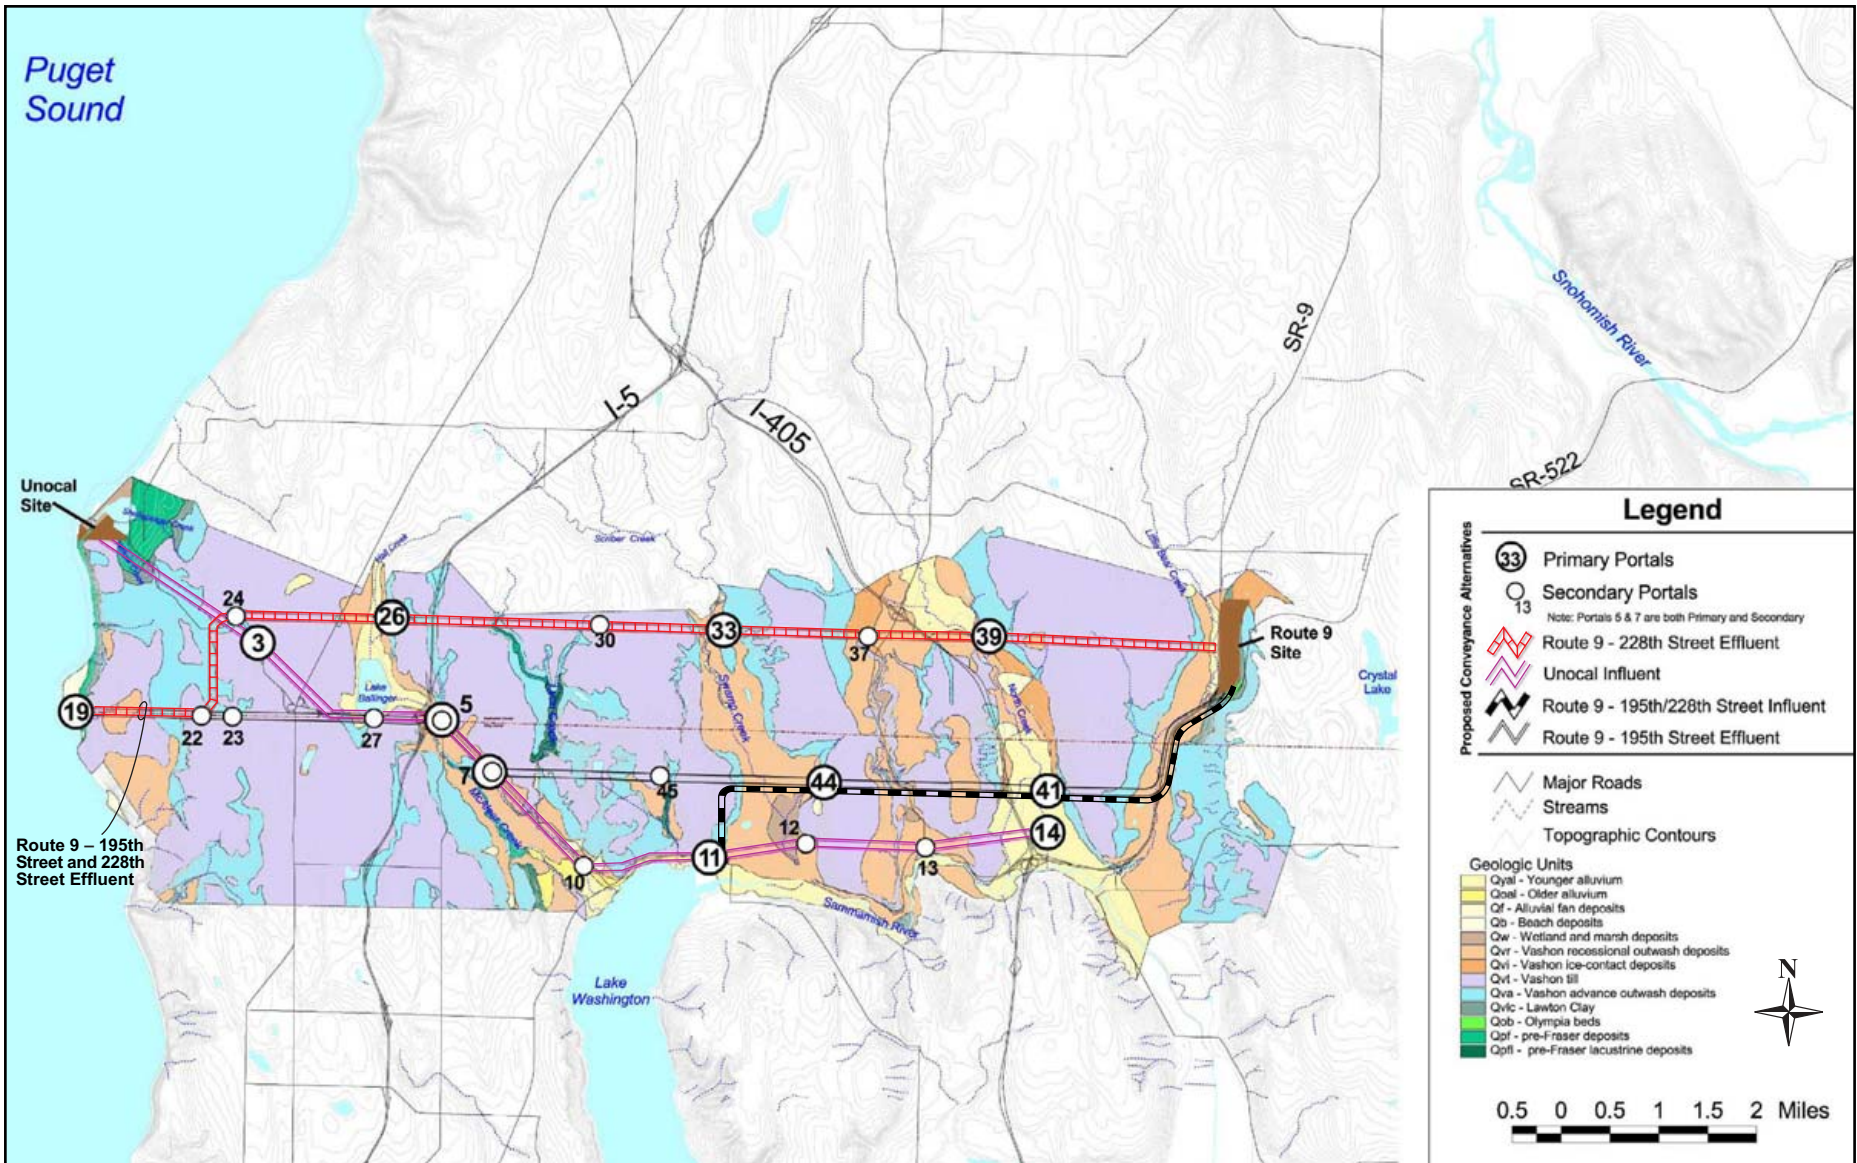 Puget
Sound
SR-9
Snohomish River
I-5
I-405
SR-522
Unocal
Site
Hall Creek
Scriber Creek
Little Bear Creek
24
26
3
30
33
37
39
Route 9
Site
Lake
Ballinger
Swamp Creek
North Creek
Crystal
Lake
19
22
23
27
5
7
45
44
41
McAleer Creek
12
14
11
13
10
Route 9 – 195th
Street and 228th
Street Effluent
Sammamish River
Lake
Washington
Legend
Proposed Conveyance Alternatives
33 Primary Portals
13 Secondary Portals
Note: Portals 5 & 7 are both Primary and Secondary
Route 9 - 228th Street Effluent
Unocal Influent
Route 9 - 195th/228th Street Influent
Route 9 - 195th Street Effluent
Major Roads
Streams
Topographic Contours
Geologic Units
Qyal - Younger alluvium
Qoal - Older alluvium
Qf - Alluvial fan deposits
Qb - Beach deposits
Qw - Wetland and marsh deposits
Qvr - Vashon recessional outwash deposits
Qvi - Vashon ice-contact deposits
Qvt - Vashon till
Qva - Vashon advance outwash deposits
Qvlc - Lawton Clay
Qob - Olympia beds
Qpf - pre-Fraser deposits
Qpfl - pre-Fraser lacustrine deposits
N
0.5 0 0.5 1 1.5 2 Miles